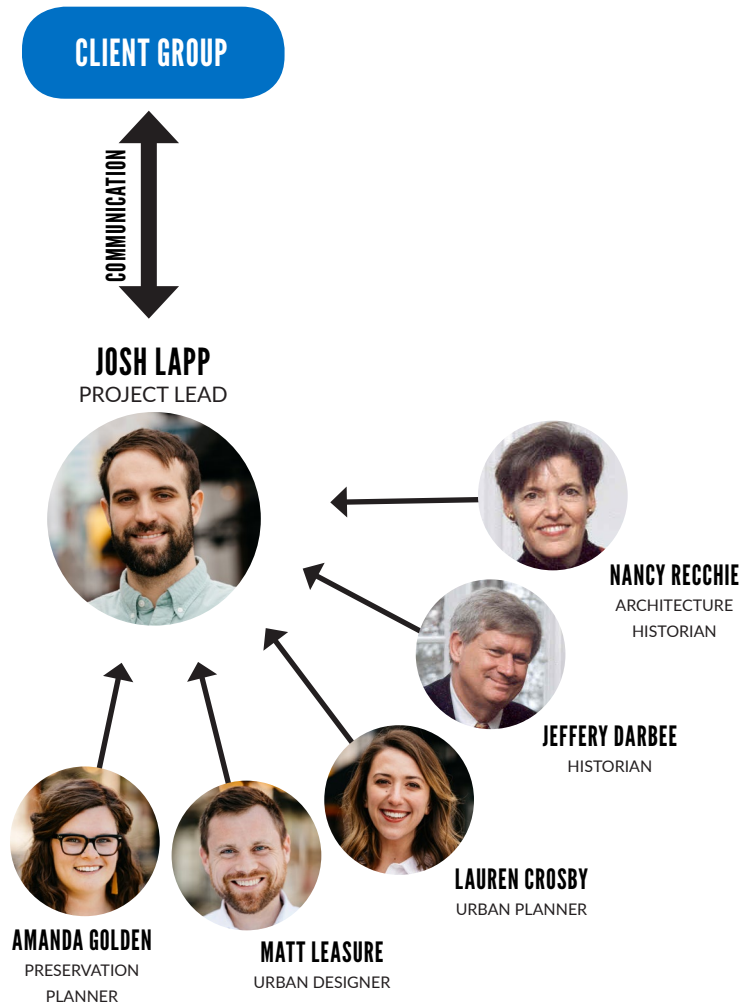 CLIENT GROUP
COMMUNICATION
JOSH LAPP
PROJECT LEAD
NANCY RECCHIE
ARCHITECTURE
HISTORIAN
JEFFERY DARBEE
HISTORIAN
LAUREN CROSBY
URBAN PLANNER
MATT LEASURE
URBAN DESIGNER
AMANDA GOLDEN
PRESERVATION
PLANNER